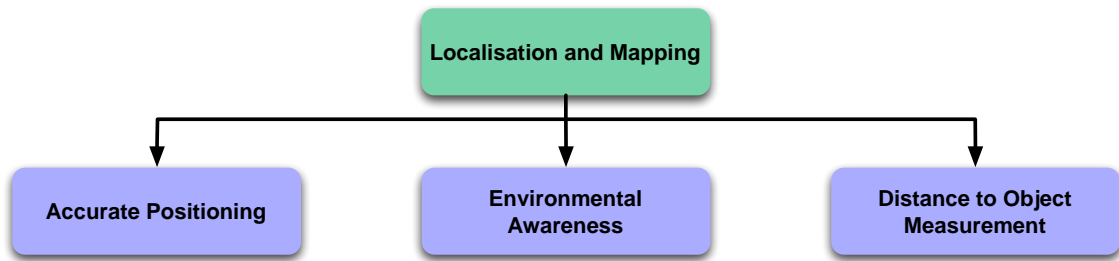 Localisation and Mapping
Accurate Positioning
Environmental
Awareness
Distance to Object
Measurement